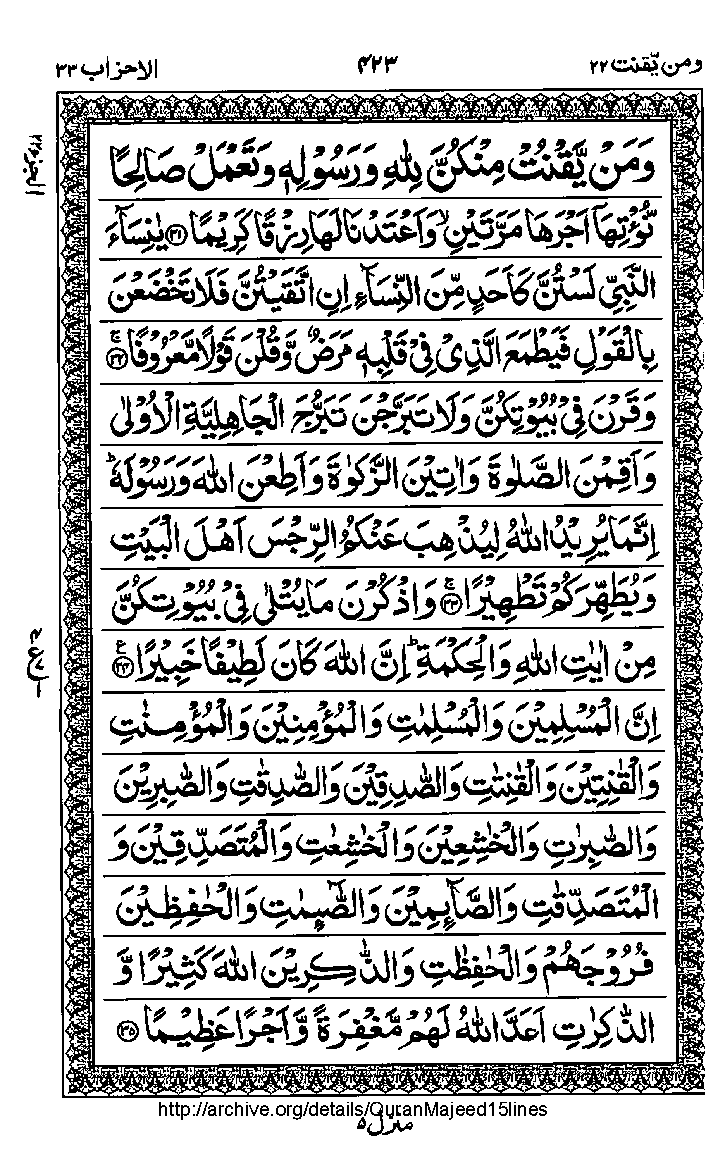 ومن يّقنت ٢٢
٤٢٣
الاحزاب ٣٣
وَمَنْ يَّقْنُتْ مِنْكُنَّ لِلّٰهِ وَرَسُوْلِهٖ وَتَعْمَلْ صَالِحًا
نُّؤْتِهَاۤ اَجْرَهَا مَرَّتَيْنِ ۙ وَاَعْتَدْنَا لَهَا رِزْقًا كَرِيْمًا ﴿٣١﴾ يٰنِسَآءَ
النَّبِيِّ لَسْتُنَّ كَاَحَدٍ مِّنَ النِّسَآءِ اِنِ اتَّقَيْتُنَّ فَلَا تَخْضَعْنَ
بِالْقَوْلِ فَيَطْمَعَ الَّذِيْ فِيْ قَلْبِهٖ مَرَضٌ وَّقُلْنَ قَوْلًا مَّعْرُوْفًا ﴿٣٢﴾ۚ
وَقَرْنَ فِيْ بُيُوْتِكُنَّ وَلَا تَبَرَّجْنَ تَبَرُّجَ الْجَاهِلِيَّةِ الْاُوْلٰى
وَاَقِمْنَ الصَّلٰوةَ وَاٰتِيْنَ الزَّكٰوةَ وَاَطِعْنَ اللّٰهَ وَرَسُوْلَهٗ ؕ
اِنَّمَا يُرِيْدُ اللّٰهُ لِيُذْهِبَ عَنْكُمُ الرِّجْسَ اَهْلَ الْبَيْتِ
وَيُطَهِّرَكُمْ تَطْهِيْرًا ﴿٣٣﴾ۚ وَاذْكُرْنَ مَا يُتْلٰى فِيْ بُيُوْتِكُنَّ
مِنْ اٰيٰتِ اللّٰهِ وَالْحِكْمَةِ ؕ اِنَّ اللّٰهَ كَانَ لَطِيْفًا خَبِيْرًا ﴿٣٤﴾ع
اِنَّ الْمُسْلِمِيْنَ وَالْمُسْلِمٰتِ وَالْمُؤْمِنِيْنَ وَالْمُؤْمِنٰتِ
وَالْقٰنِتِيْنَ وَالْقٰنِتٰتِ وَالصّٰدِقِيْنَ وَالصّٰدِقٰتِ وَالصّٰبِرِيْنَ
وَالصّٰبِرٰتِ وَالْخٰشِعِيْنَ وَالْخٰشِعٰتِ وَالْمُتَصَدِّقِيْنَ وَ
الْمُتَصَدِّقٰتِ وَالصَّآىِٕمِيْنَ وَالصّٰٓىِٕمٰتِ وَالْحٰفِظِيْنَ
فُرُوْجَهُمْ وَالْحٰفِظٰتِ وَالذّٰكِرِيْنَ اللّٰهَ كَثِيْرًا وَّ
الذّٰكِرٰتِ اَعَدَّ اللّٰهُ لَهُمْ مَّغْفِرَةً وَّاَجْرًا عَظِيْمًا ﴿٣٥﴾
http://archive.org/details/QuranMajeed15lines
منزل ٥